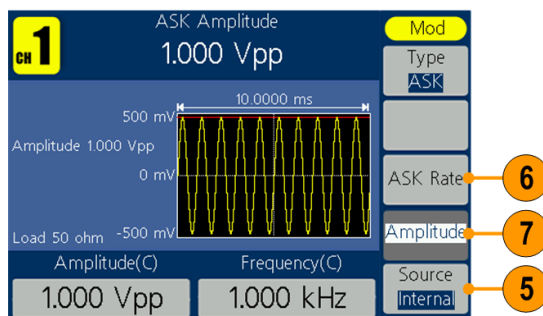 CH 1
ASK Amplitude
1.000 Vpp
Mod
Type
ASK
10.0000 ms
500 mV
Amplitude 1.000 Vpp
0 mV
Load 50 ohm
-500 mV
ASK Rate
6
Amplitude
7
Source
Internal
5
Amplitude(C)
Frequency(C)
1.000 Vpp
1.000 kHz